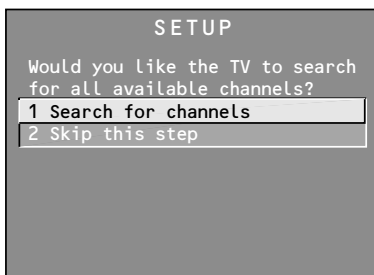 SETUP
Would you like the TV to search
for all available channels?
1 Search for channels
2 Skip this step